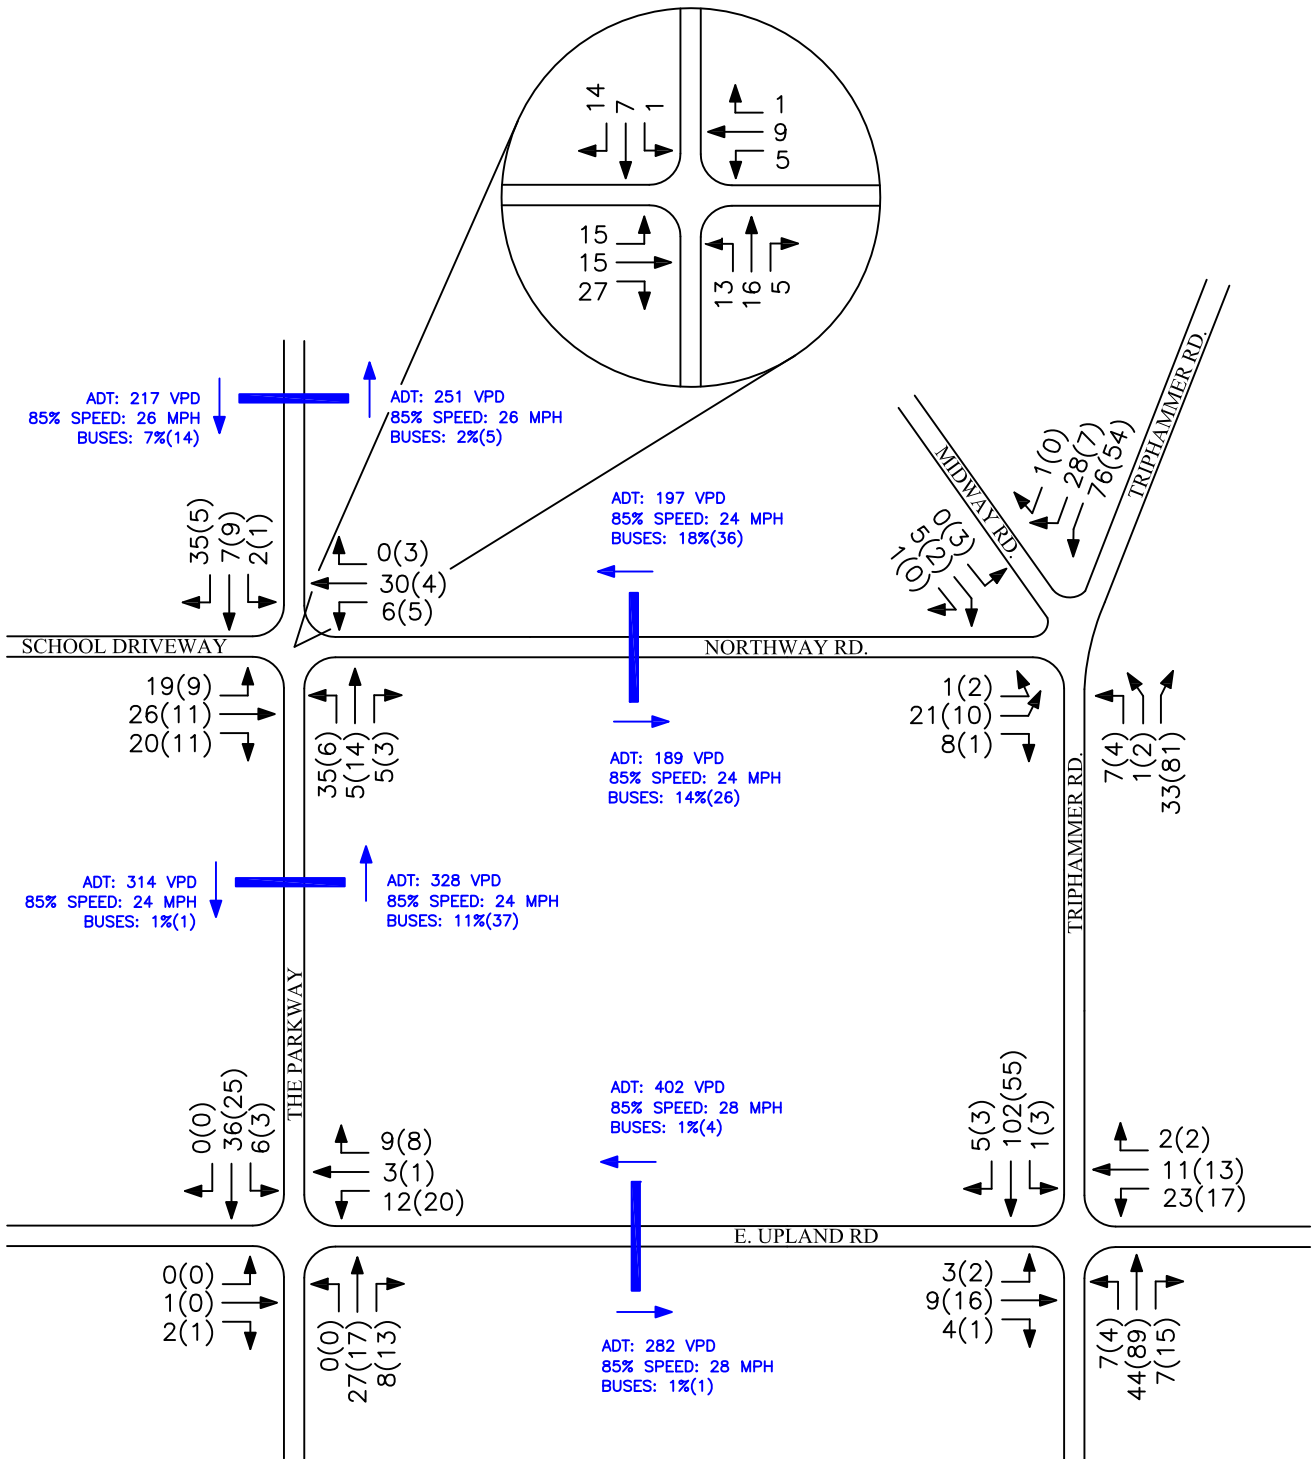 14
7
1
1
9
5
15
15
27
13
16
5
ADT: 217 VPD
85% SPEED: 26 MPH
BUSES: 7%(14)
ADT: 251 VPD
85% SPEED: 26 MPH
BUSES: 2%(5)
TRIPHAMMER RD.
MIDWAY RD.
1(0)
28(7)
76(54)
0(3)
5(2)
1(0)
ADT: 197 VPD
85% SPEED: 24 MPH
BUSES: 18%(36)
35(5)
7(9)
2(1)
0(3)
30(4)
6(5)
SCHOOL DRIVEWAY
NORTHWAY RD.
19(9)
26(11)
20(11)
35(6)
5(14)
5(3)
1(2)
21(10)
8(1)
7(4)
1(2)
33(81)
ADT: 189 VPD
85% SPEED: 24 MPH
BUSES: 14%(26)
TRIPHAMMER RD.
ADT: 314 VPD
85% SPEED: 24 MPH
BUSES: 1%(1)
ADT: 328 VPD
85% SPEED: 24 MPH
BUSES: 11%(37)
THE PARKWAY
ADT: 402 VPD
85% SPEED: 28 MPH
BUSES: 1%(4)
0(0)
36(25)
6(3)
9(8)
3(1)
12(20)
5(3)
102(55)
1(3)
2(2)
11(13)
23(17)
E. UPLAND RD
0(0)
1(0)
2(1)
0(0)
27(17)
8(13)
3(2)
9(16)
4(1)
7(4)
44(89)
7(15)
ADT: 282 VPD
85% SPEED: 28 MPH
BUSES: 1%(1)